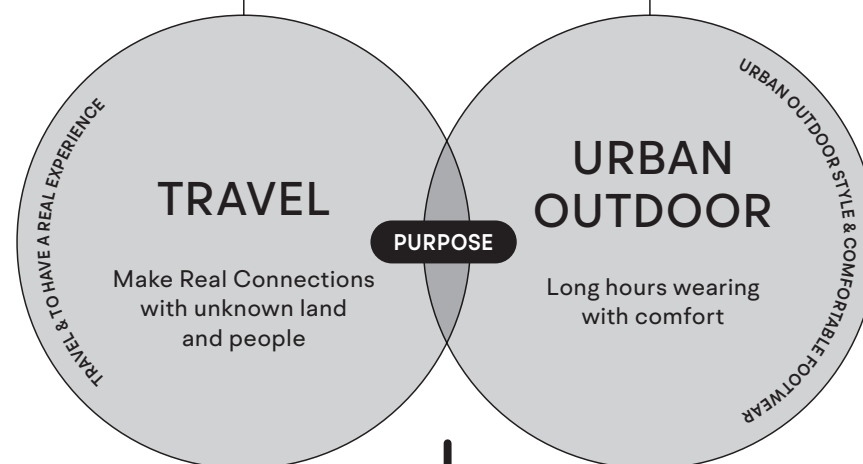 TRAVEL & TO HAVE A REAL EXPERIENCE
TRAVEL
Make Real Connections
with unknown land
and people
PURPOSE
URBAN
OUTDOOR
Long hours wearing
with comfort
URBAN OUTDOOR STYLE & COMFORTABLE FOOTWEAR